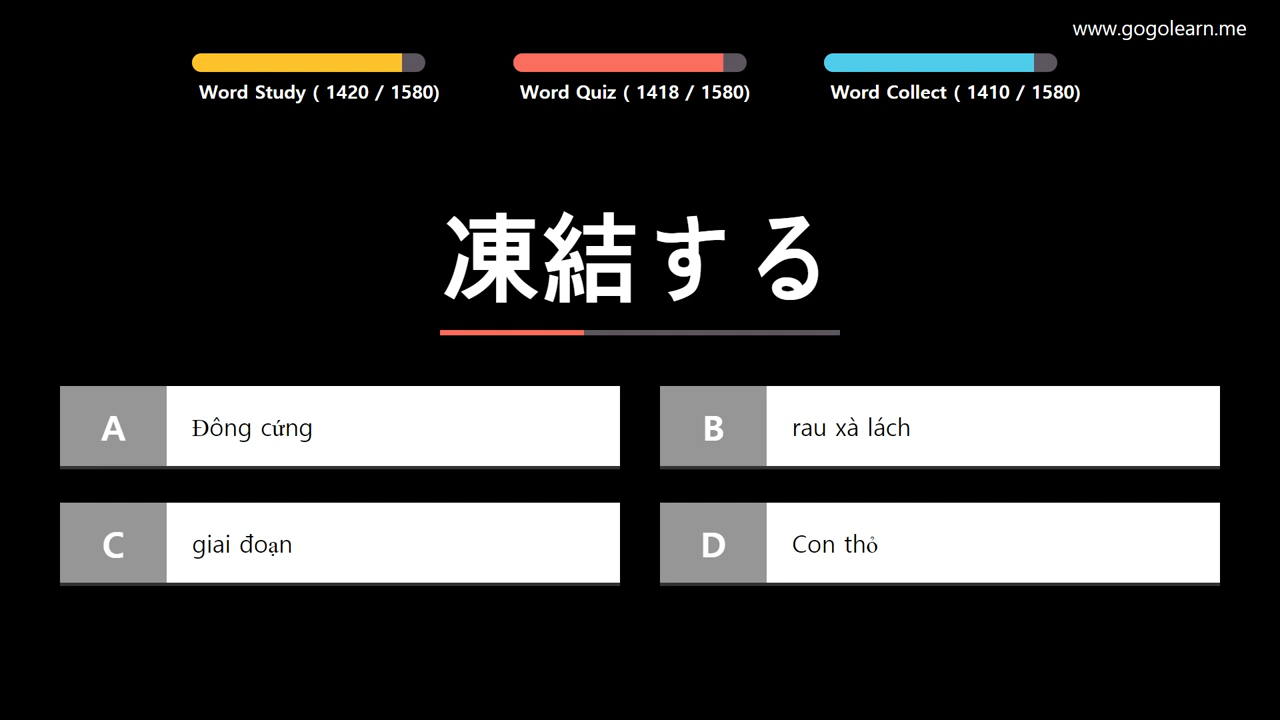 www.gogolearn.me
Word Study ( 1420 / 1580)
Word Quiz ( 1418 / 1580)
Word Collect ( 1410 / 1580)
凍結する
A Đông cứng
B rau xà lách
C giai đoạn
D Con thỏ